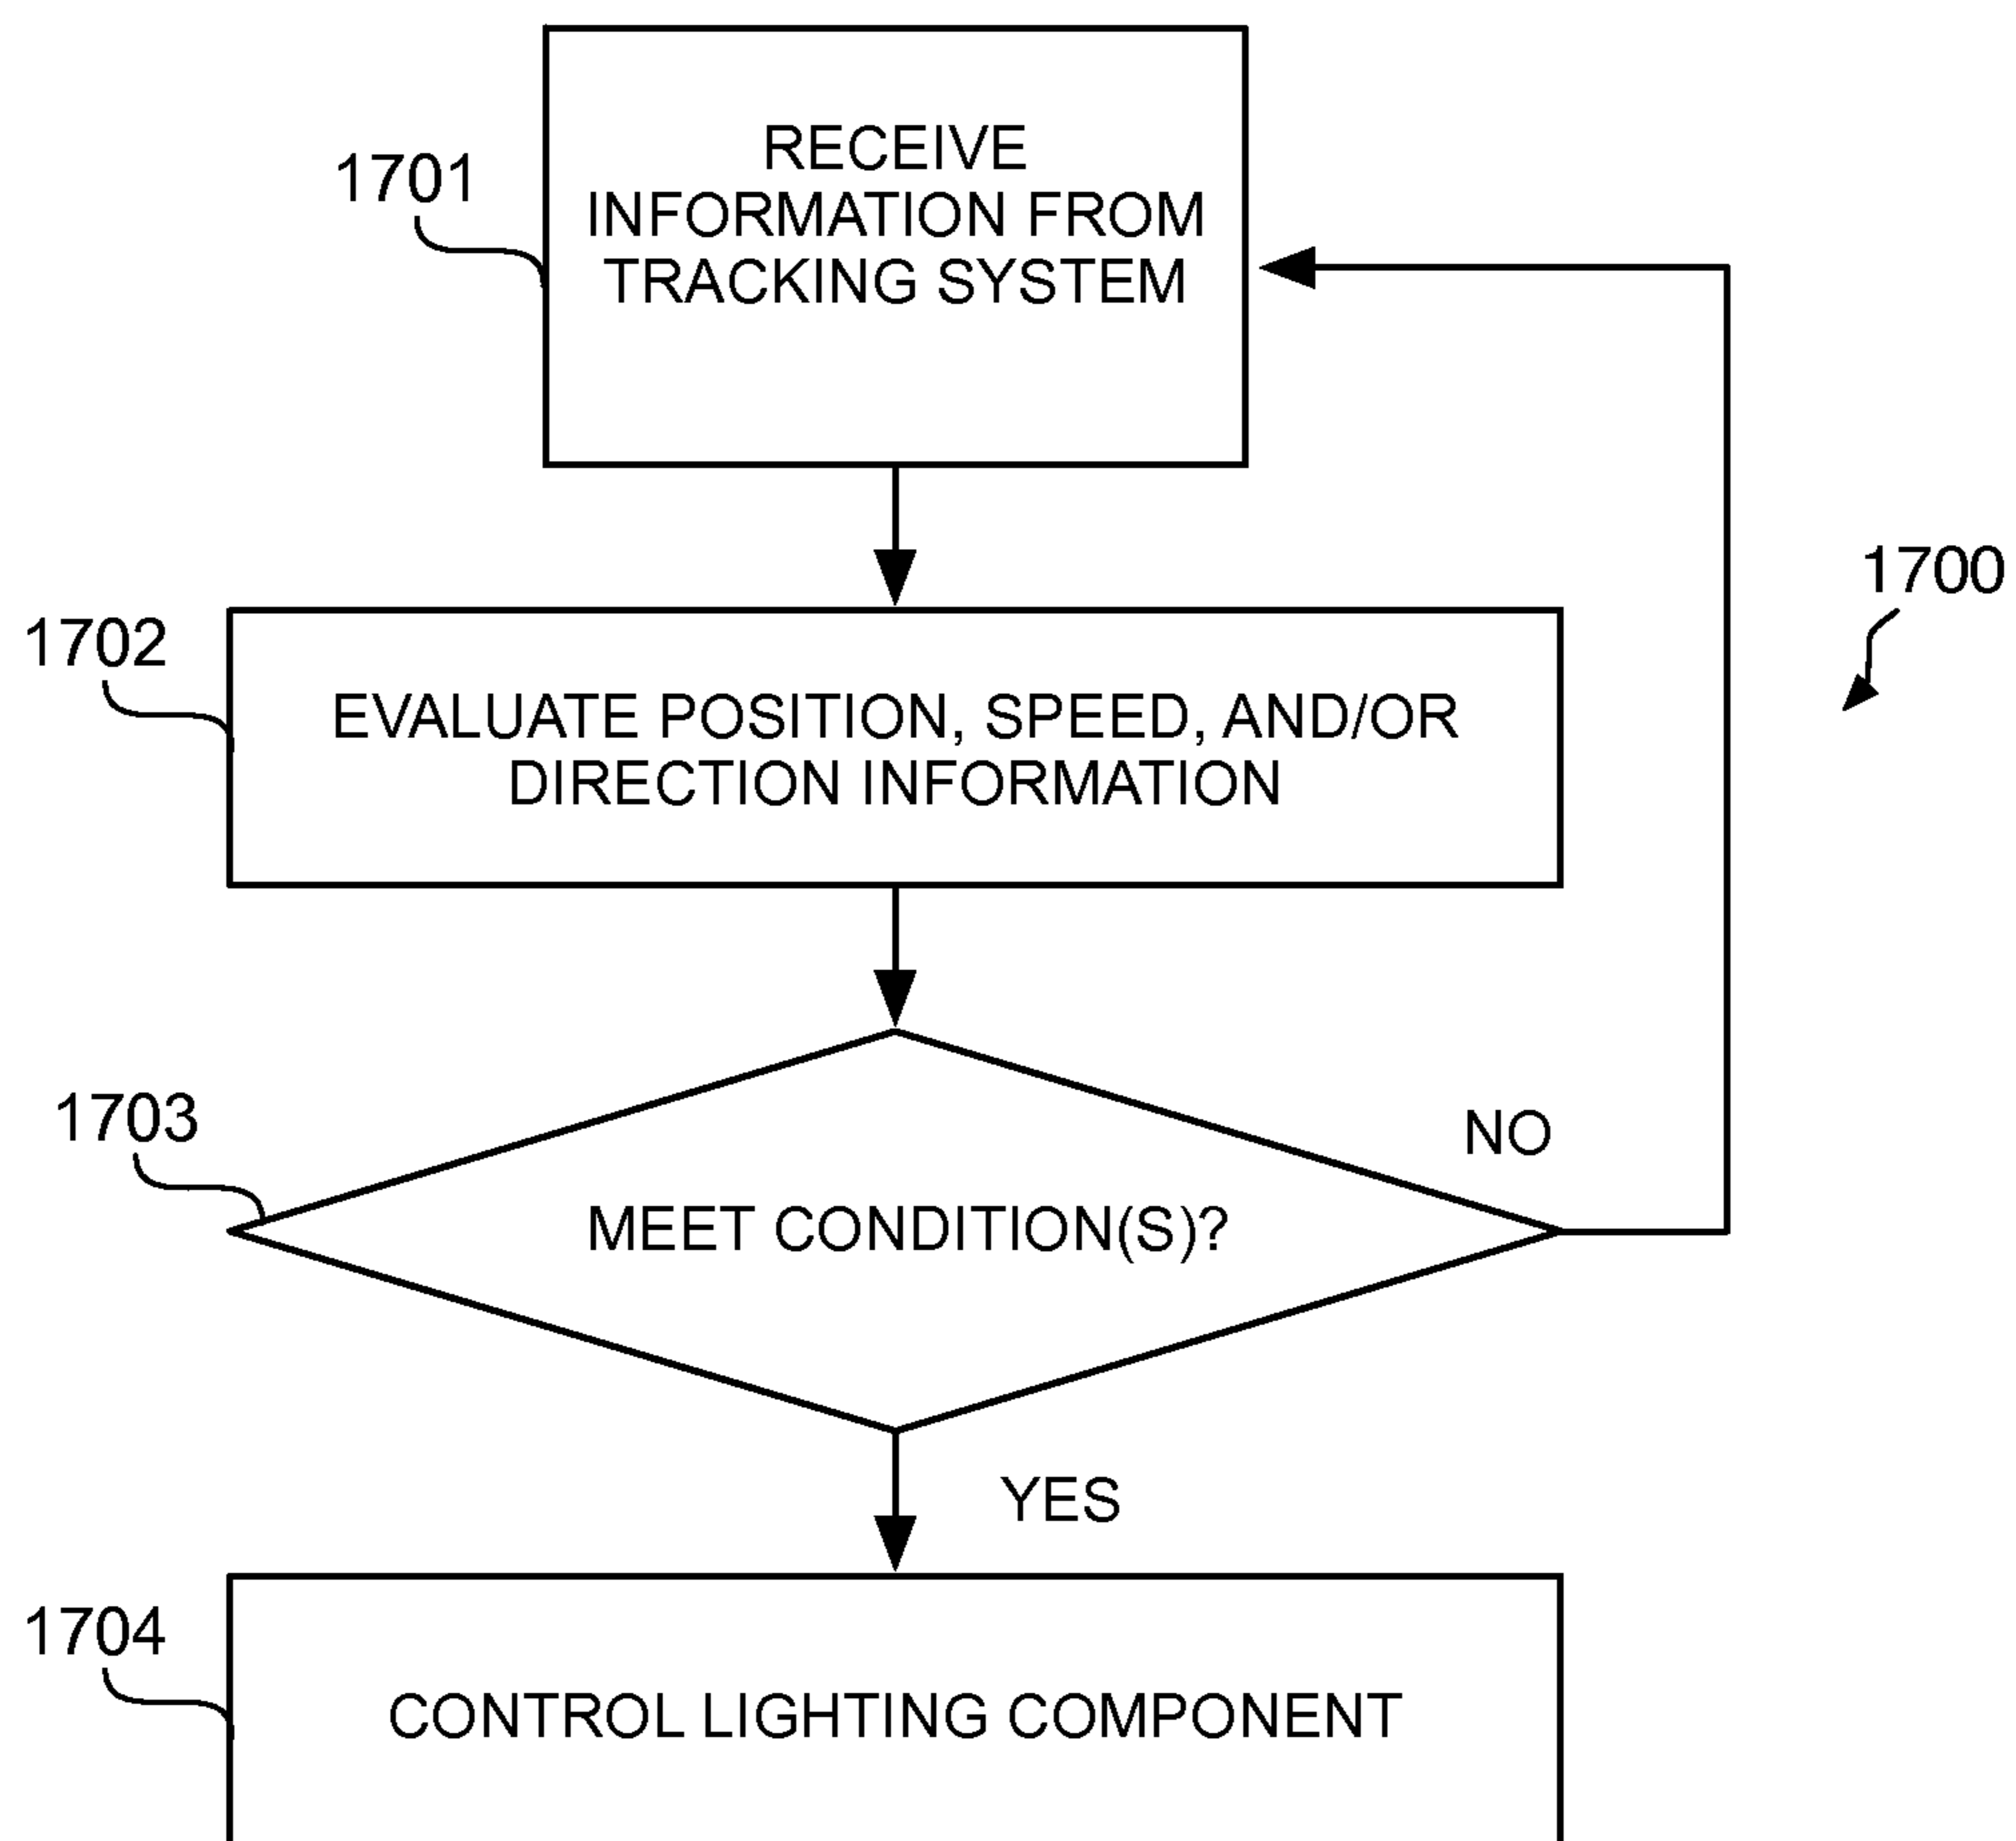 1701
RECEIVE
INFORMATION FROM
TRACKING SYSTEM
1700
1702
EVALUATE POSITION, SPEED, AND/OR
DIRECTION INFORMATION
1703
NO
MEET CONDITION(S)?
YES
1704
CONTROL LIGHTING COMPONENT